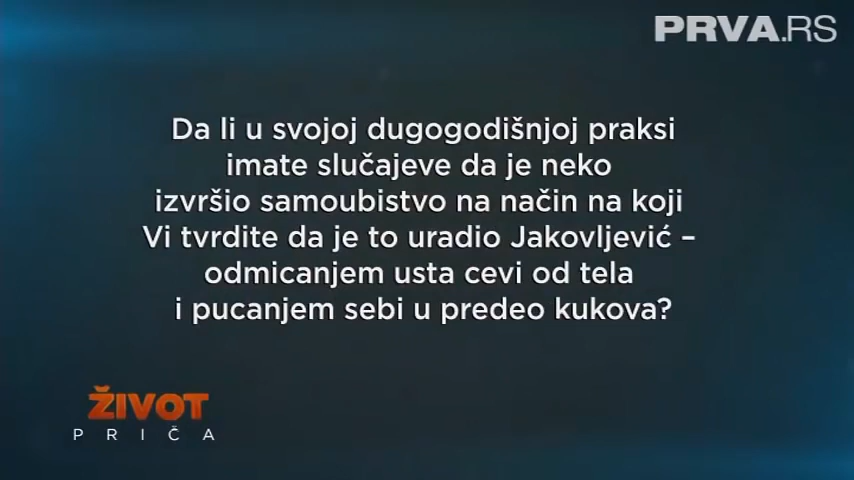 PRVA.RS
Da li u svojoj dugogodišnjoj praksi
imate slučajeve da je neko
izvršio samoubistvo na način na koji
Vi tvrdite da je to uradio Jakovljević –
odmicanjem usta cevi od tela
i pucanjem sebi u predeo kukova?
ŽIVOT
PRIČA